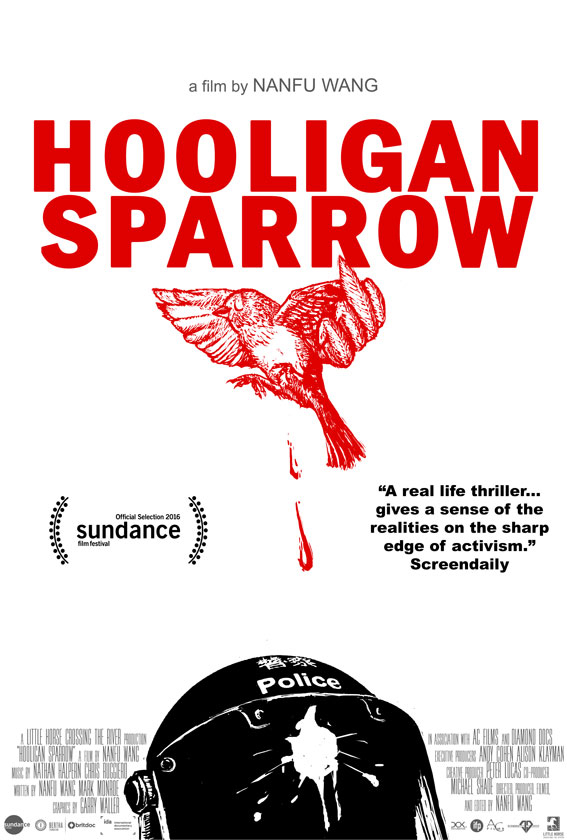 a film by NANFU WANG
HOOLIGAN
SPARROW
Official Selection 2016
sundance
film festival
“A real life thriller...
gives a sense of the
realities on the sharp
edge of activism.”
Screendaily
警察
Police
A LITTLE HORSE CROSSING THE RIVER PRODUCTION
"HOOLIGAN SPARROW" A FILM BY NANFU WANG
MUSIC BY NATHAN HALPERN CHRIS RUGGIERO
WRITTEN BY NANFU WANG MARK MONROE
GRAPHICS BY GARRY WALLER
IN ASSOCIATION WITH AC FILMS AND DIAMOND DOCS
EXECUTIVE PRODUCERS ANDY COHEN ALISON KLAYMAN
CREATIVE PRODUCER PETER LUCAS CO-PRODUCER
MICHAEL SHADE DIRECTED, PRODUCED, FILMED,
AND EDITED BY NANFU WANG
sundance
BERTHA
britdoc
ida